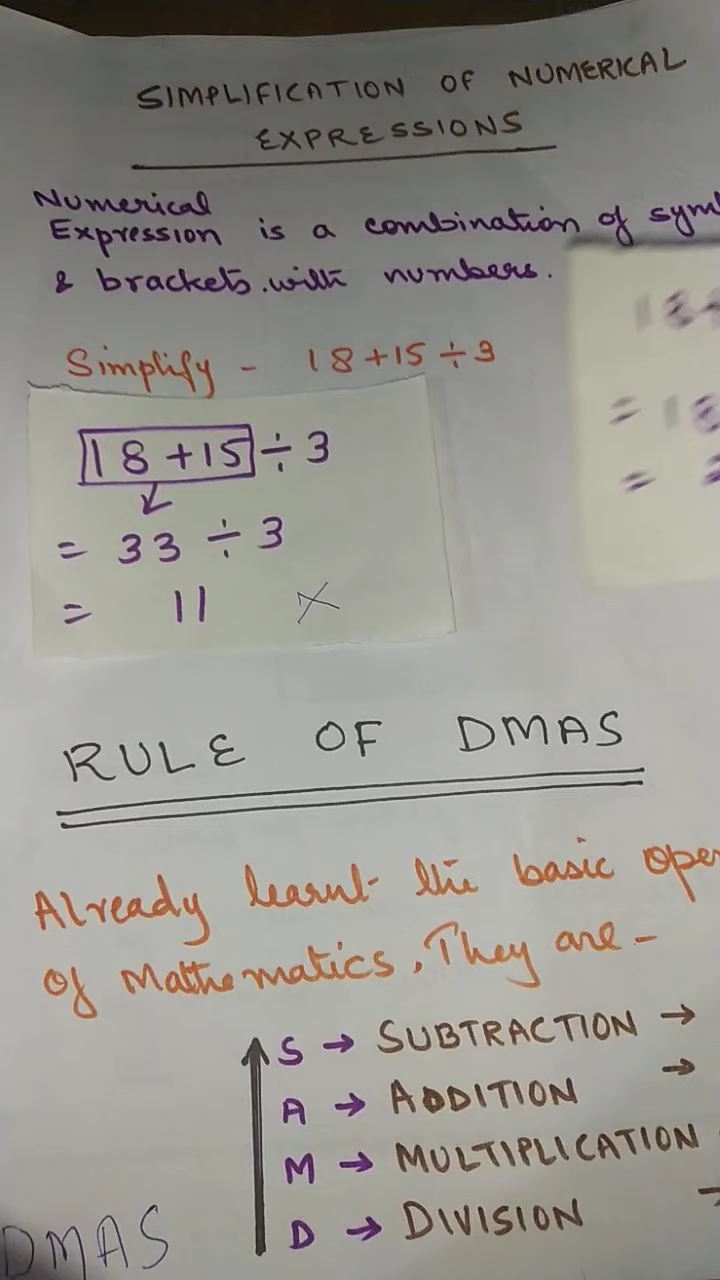 SIMPLIFICATION OF NUMERICAL
EXPRESSIONS
Numerical
Expression is a combination of
& brackets with numbers.
Simplify - 18+15÷3
18+15÷3
= 33÷3
= 11 ×
RULE OF DMAS
Already learnt the basic
of Mathematics. They are -
S → SUBTRACTION →
A → ADDITION →
M → MULTIPLICATION
D → DIVISION
DMAS